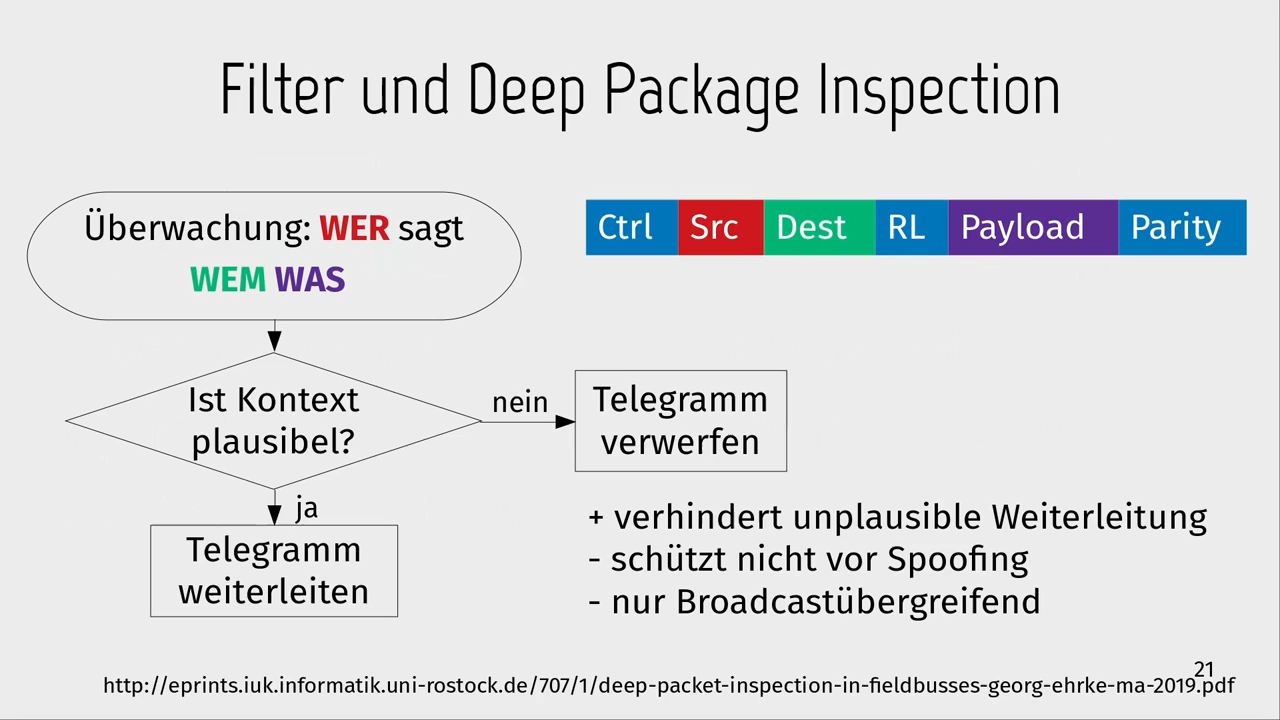 Filter und Deep Package Inspection
Überwachung: WER sagt
WEM WAS
Ctrl Src Dest RL Payload Parity
Ist Kontext
plausibel?
nein
Telegramm
verwerfen
ja
Telegramm
weiterleiten
+ verhindert unplausible Weiterleitung
- schützt nicht vor Spoofing
- nur Broadcastübergreifend
21
http://eprints.iuk.informatik.uni-rostock.de/707/1/deep-packet-inspection-in-fieldbusses-georg-ehrke-ma-2019.pdf